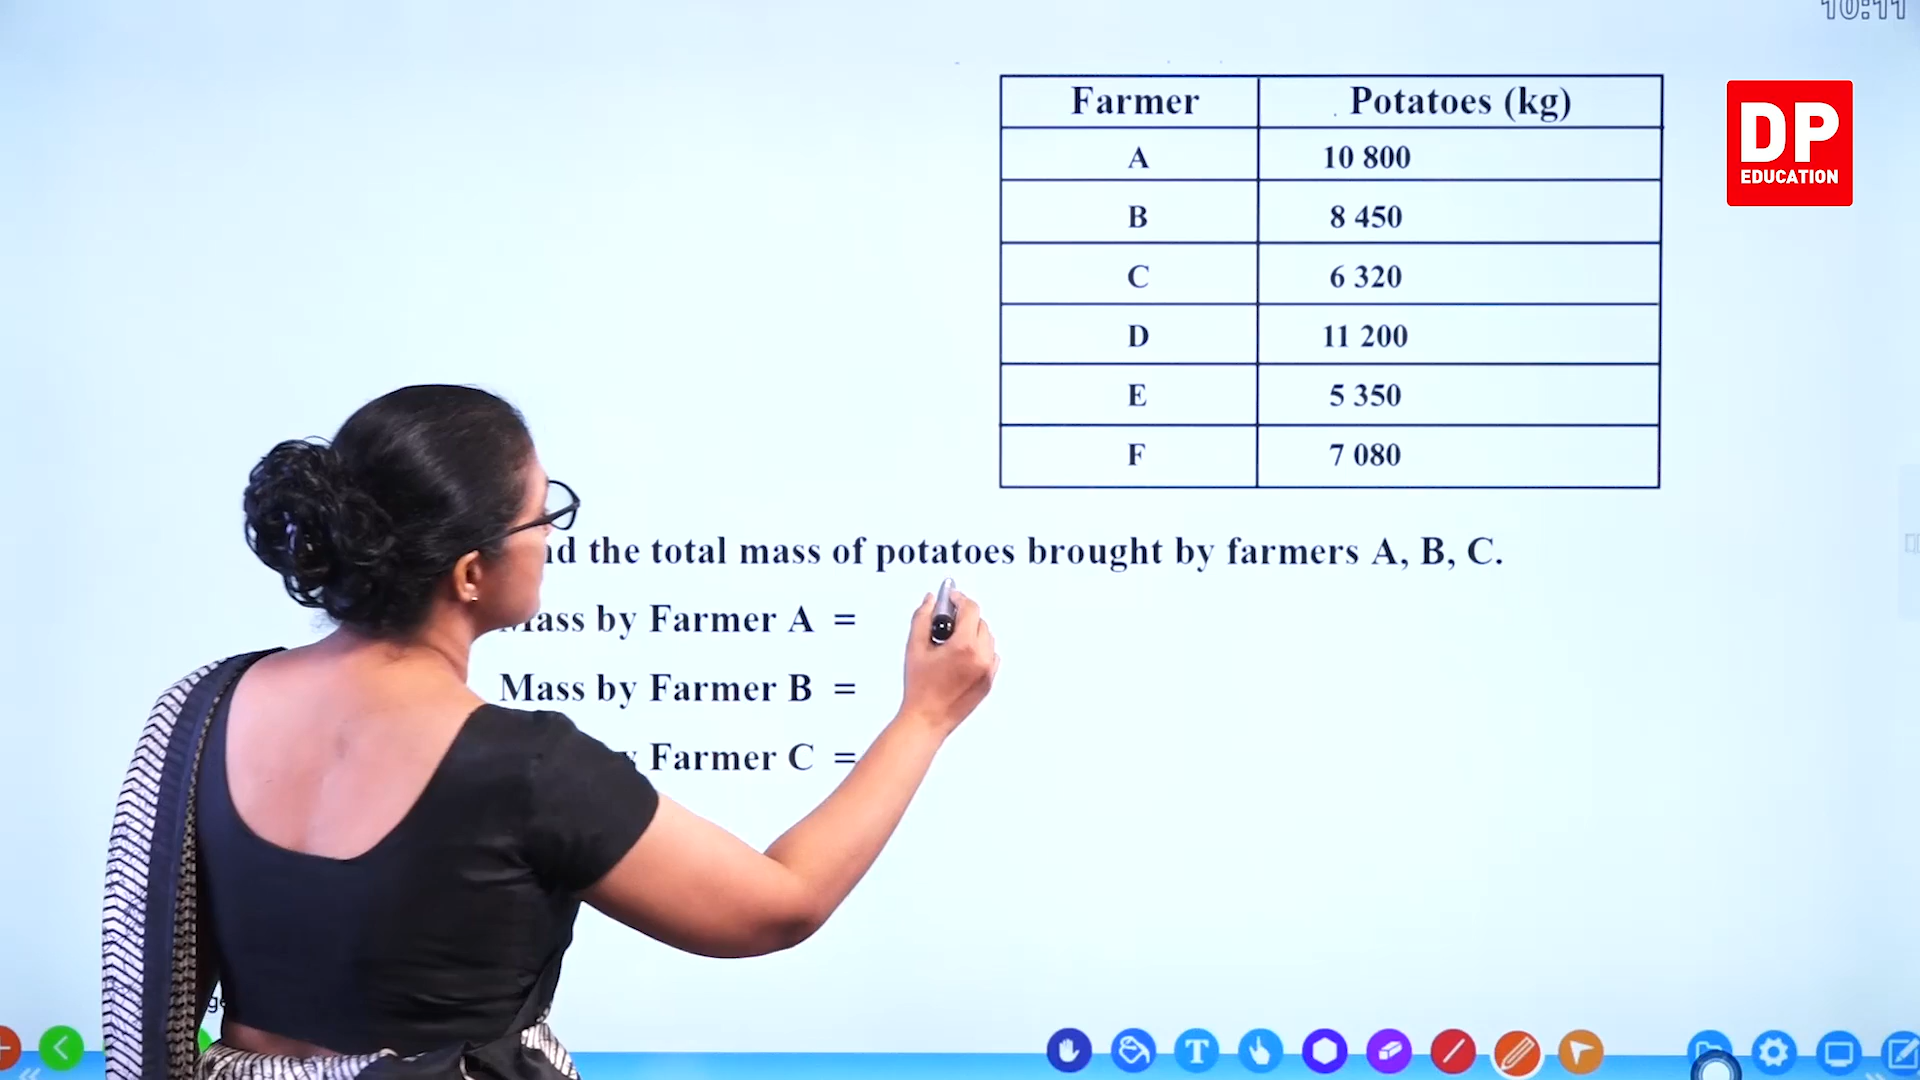 10:11
Farmer Potatoes (kg)
A 10 800
B 8 450
C 6 320
D 11 200
E 5 350
F 7 080
DP
EDUCATION
the total mass of potatoes brought by farmers A, B, C.
Mass by Farmer A =
Mass by Farmer B =
Farmer C =
T